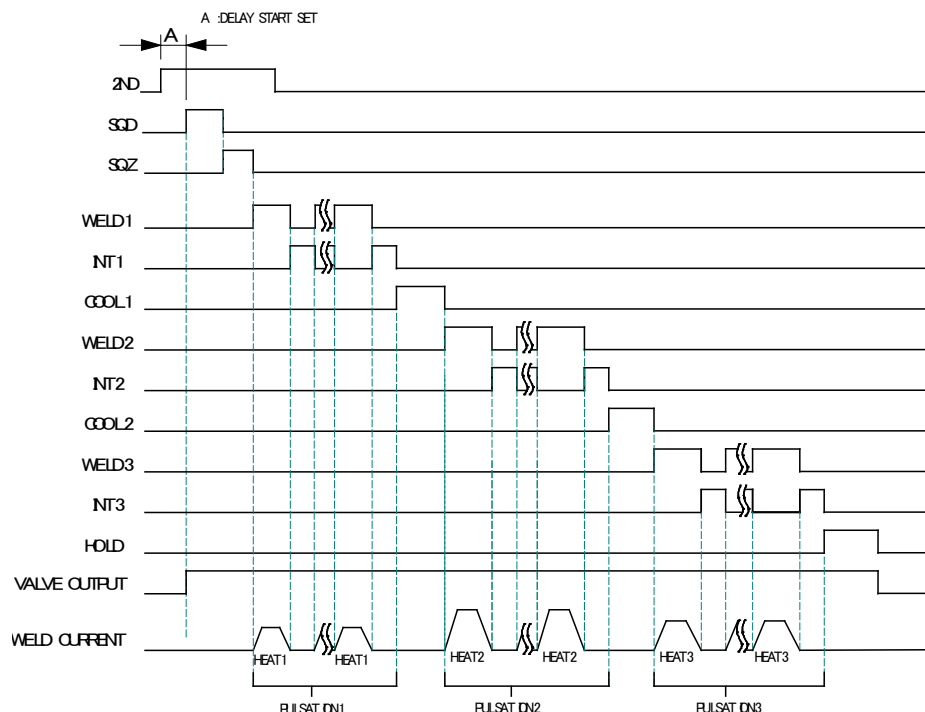 A :DELAY START SET
A
2ND
SQD
SQZ
WELD1
INT1
COOL1
WELD2
INT2
COOL2
WELD3
INT3
HOLD
VALVE OUTPUT
WELD CURRENT
HEAT1 HEAT1 HEAT2 HEAT2 HEAT3 HEAT3
PULSATION1 PULSATION2 PULSATION3